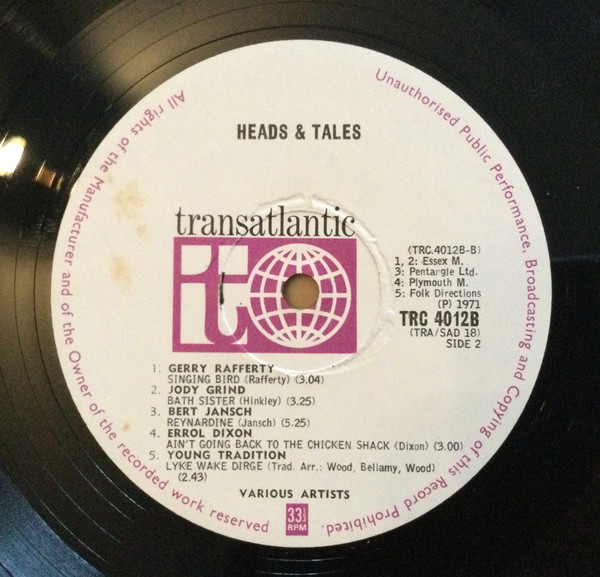 All rights of the Manufacturer and of the Owner of the recorded work reserved
Unauthorised Public Performance, Broadcasting and Copying of this Record Prohibited.
HEADS & TALES
transatlantic
t
(TRC.4012B-B)
1, 2: Essex M.
3: Pentargle Ltd.
4: Plymouth M.
5: Folk Directions
(P) 1971
TRC 4012B
(TRA/SAD 18)
SIDE 2
1. GERRY RAFFERTY
SINGING BIRD (Rafferty) (3.04)
2. JODY GRIND
BATH SISTER (Hinkley) (3.25)
3. BERT JANSCH
REYNARDINE (Jansch) (5.25)
4. ERROL DIXON
AIN'T GOING BACK TO THE CHICKEN SHACK (Dixon) (3.00)
5. YOUNG TRADITION
LYKE WAKE DIRGE (Trad. Arr.: Wood, Bellamy, Wood)
(2.43)
VARIOUS ARTISTS
33⅓
RPM